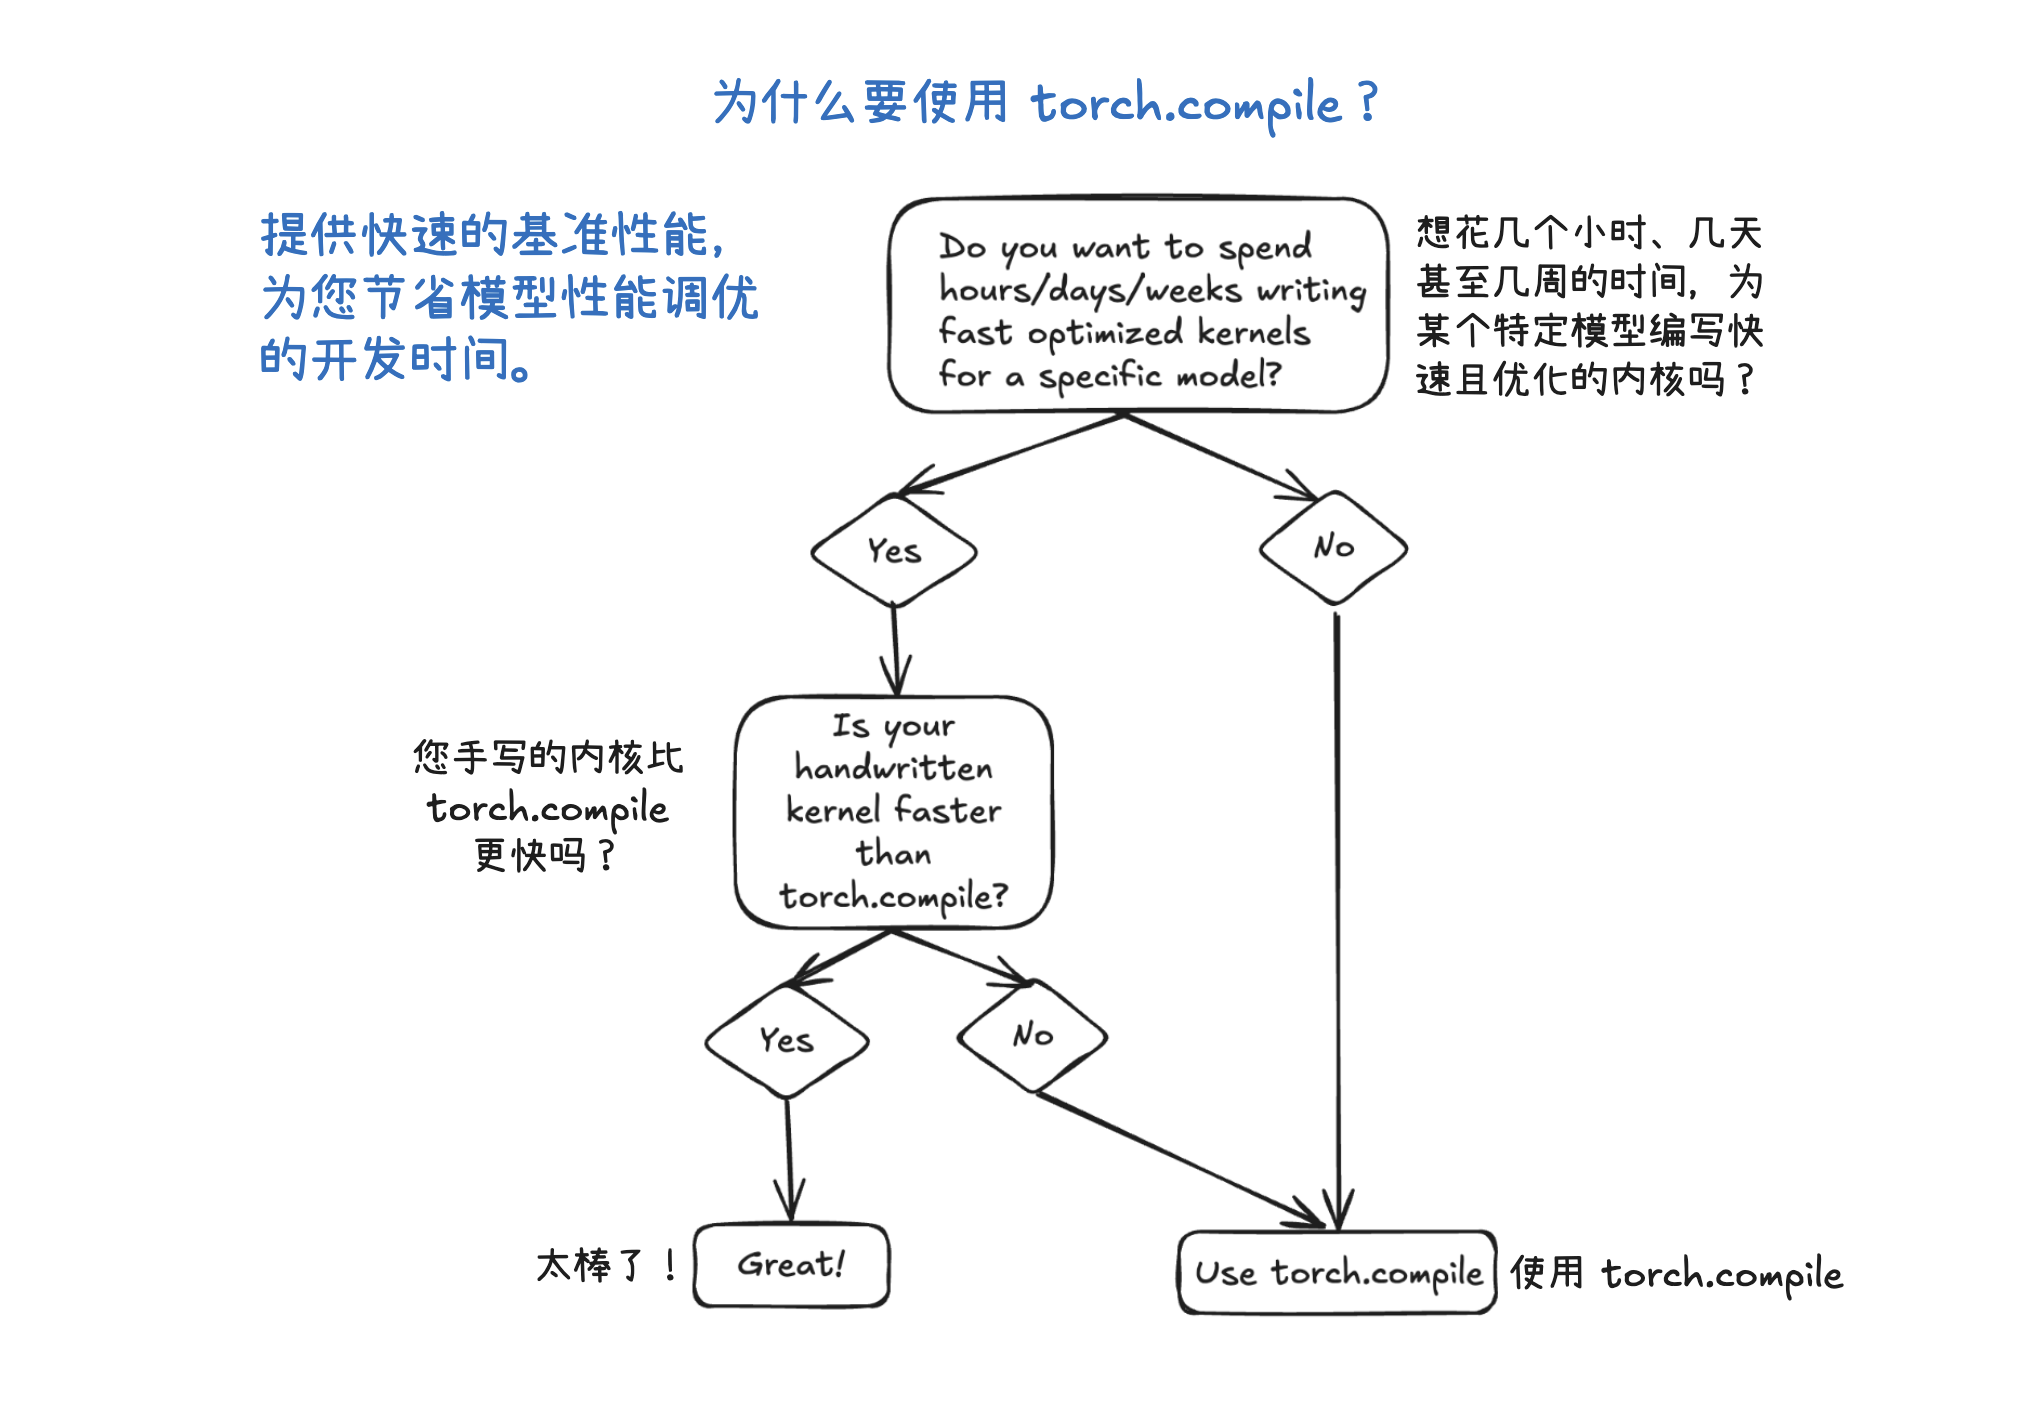 为什么要使用 torch.compile？
提供快速的基准性能，
为您节省模型性能调优
的开发时间。
Do you want to spend
hours/days/weeks writing
fast optimized kernels
for a specific model?
想花几个小时、几天
甚至几周的时间，为
某个特定模型编写快
速且优化的内核吗？
Yes
No
您手写的内核比
torch.compile
更快吗？
Is your
handwritten
kernel faster
than
torch.compile?
Yes
No
太棒了！
Great!
Use torch.compile
使用 torch.compile